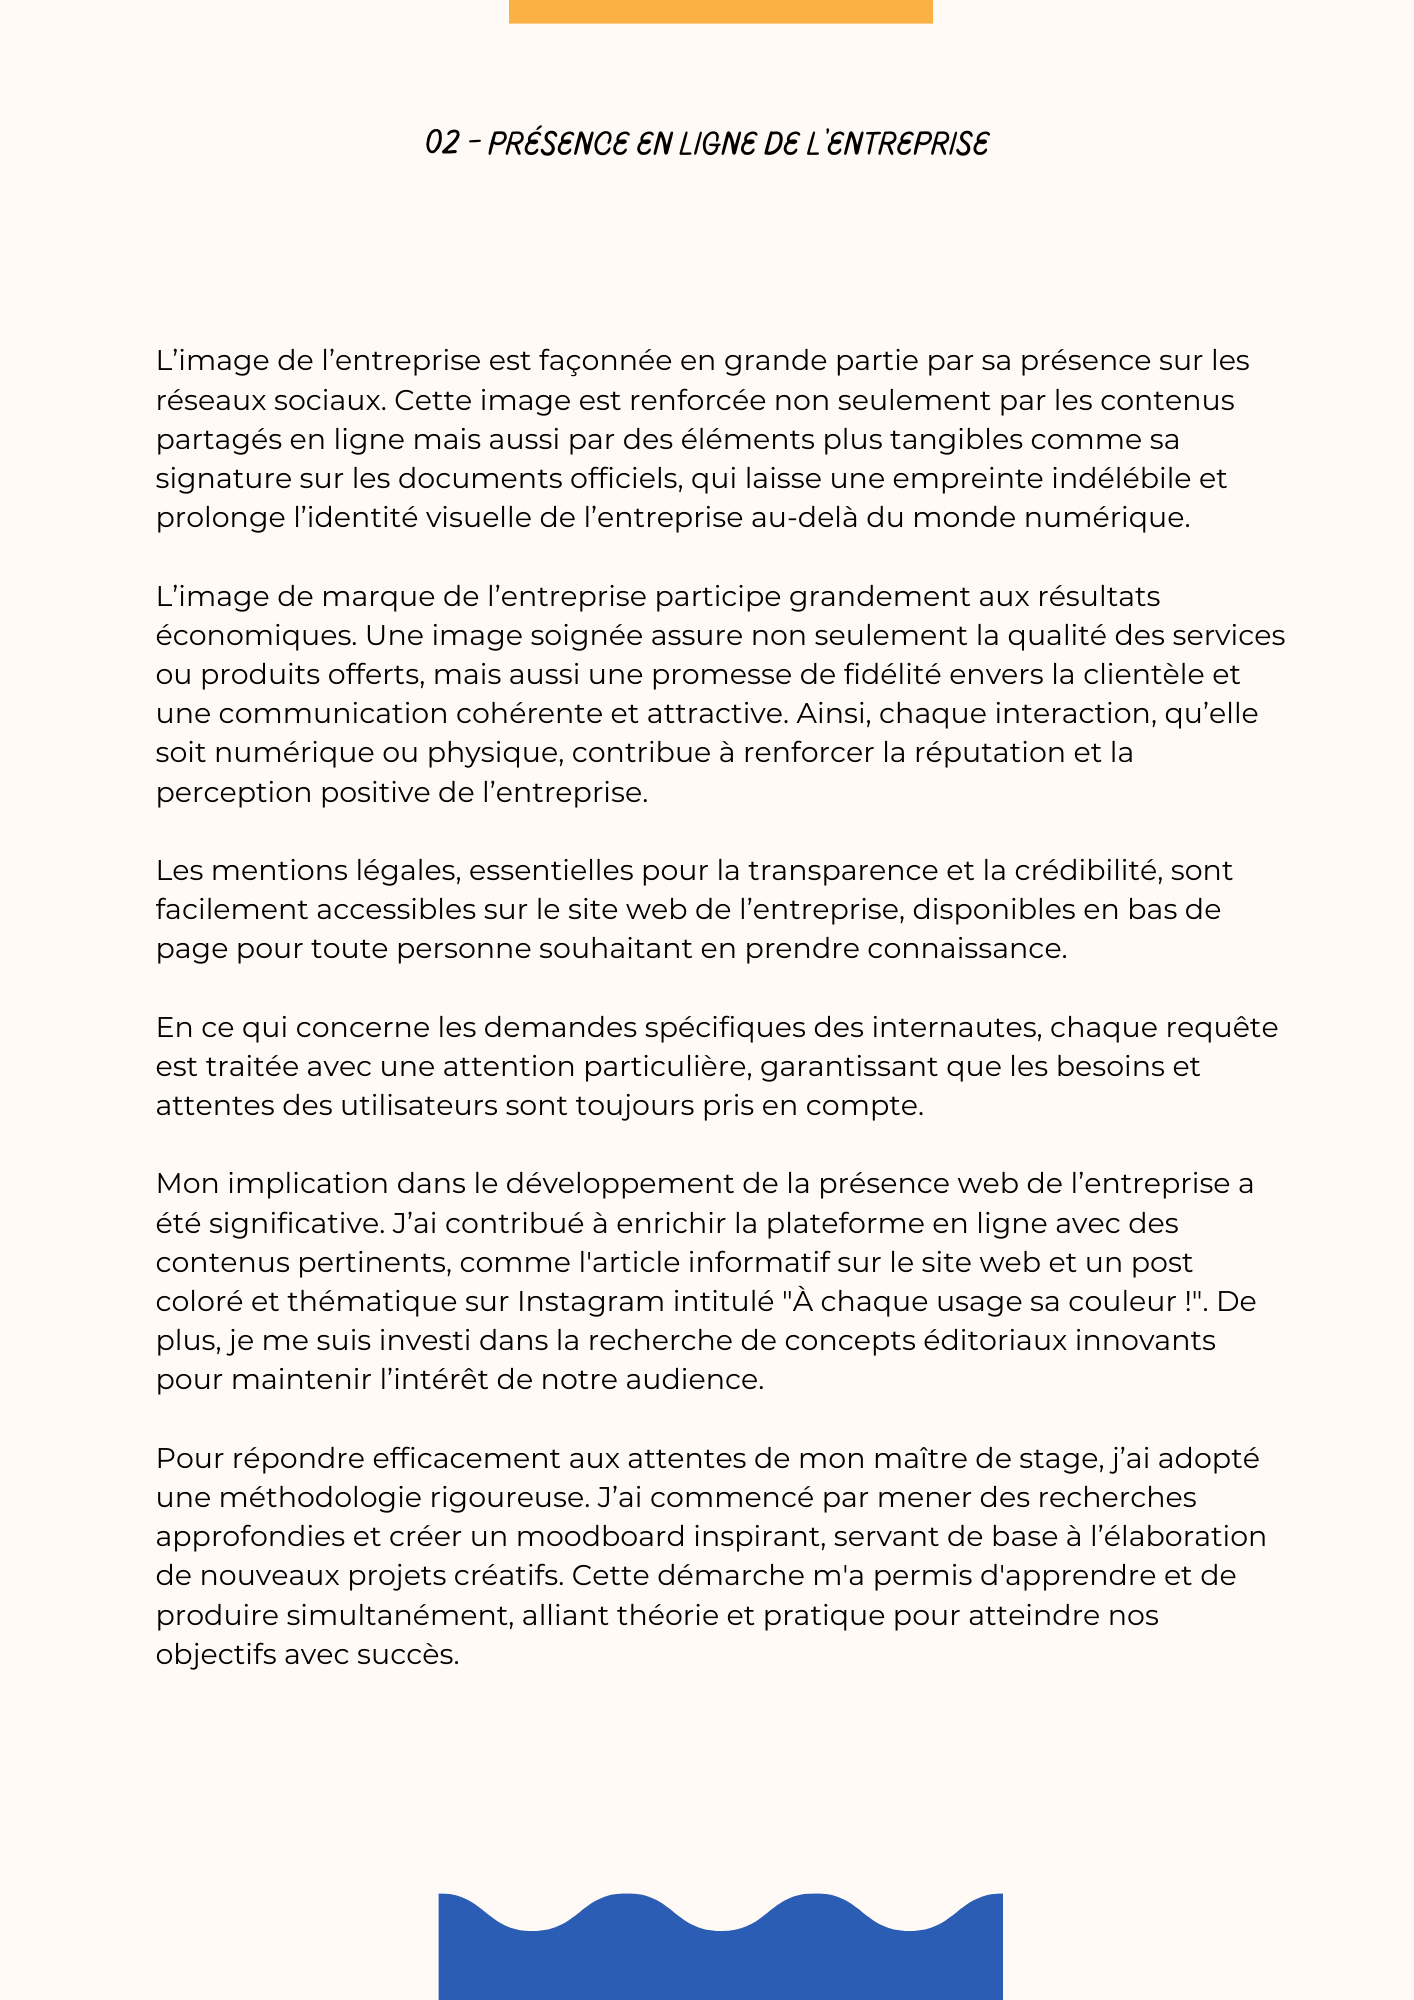 02 - PRÉSENCE EN LIGNE DE L'ENTREPRISE
L’image de l’entreprise est façonnée en grande partie par sa présence sur les
réseaux sociaux. Cette image est renforcée non seulement par les contenus
partagés en ligne mais aussi par des éléments plus tangibles comme sa
signature sur les documents officiels, qui laisse une empreinte indélébile et
prolonge l’identité visuelle de l’entreprise au-delà du monde numérique.
L’image de marque de l’entreprise participe grandement aux résultats
économiques. Une image soignée assure non seulement la qualité des services
ou produits offerts, mais aussi une promesse de fidélité envers la clientèle et
une communication cohérente et attractive. Ainsi, chaque interaction, qu’elle
soit numérique ou physique, contribue à renforcer la réputation et la
perception positive de l’entreprise.
Les mentions légales, essentielles pour la transparence et la crédibilité, sont
facilement accessibles sur le site web de l’entreprise, disponibles en bas de
page pour toute personne souhaitant en prendre connaissance.
En ce qui concerne les demandes spécifiques des internautes, chaque requête
est traitée avec une attention particulière, garantissant que les besoins et
attentes des utilisateurs sont toujours pris en compte.
Mon implication dans le développement de la présence web de l’entreprise a
été significative. J’ai contribué à enrichir la plateforme en ligne avec des
contenus pertinents, comme l'article informatif sur le site web et un post
coloré et thématique sur Instagram intitulé "À chaque usage sa couleur !". De
plus, je me suis investi dans la recherche de concepts éditoriaux innovants
pour maintenir l’intérêt de notre audience.
Pour répondre efficacement aux attentes de mon maître de stage, j’ai adopté
une méthodologie rigoureuse. J’ai commencé par mener des recherches
approfondies et créer un moodboard inspirant, servant de base à l’élaboration
de nouveaux projets créatifs. Cette démarche m'a permis d'apprendre et de
produire simultanément, alliant théorie et pratique pour atteindre nos
objectifs avec succès.